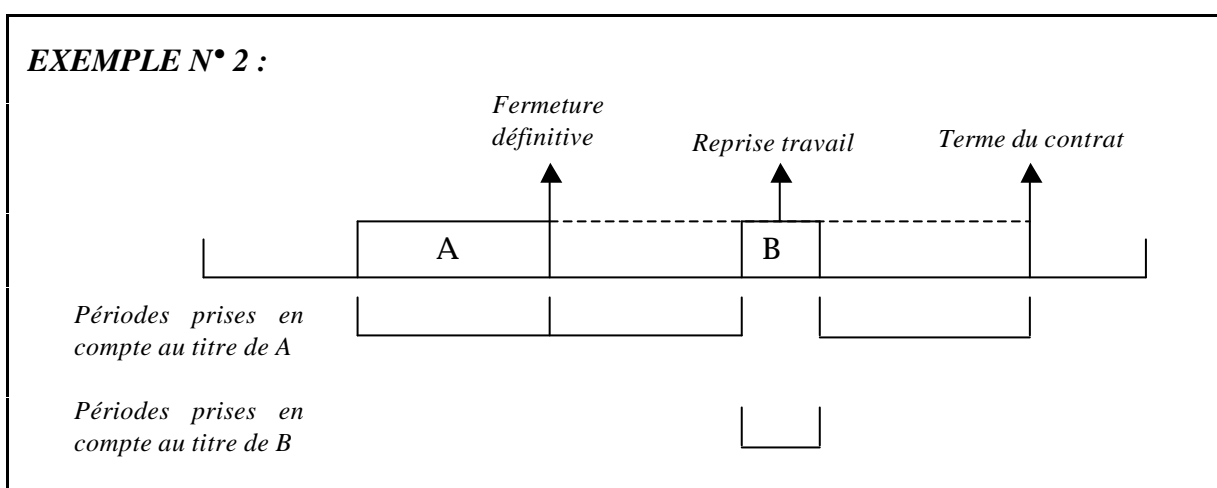 EXEMPLE N° 2 :
Fermeture
définitive
Reprise travail
Terme du contrat
A
B
Périodes prises en
compte au titre de A
Périodes prises en
compte au titre de B